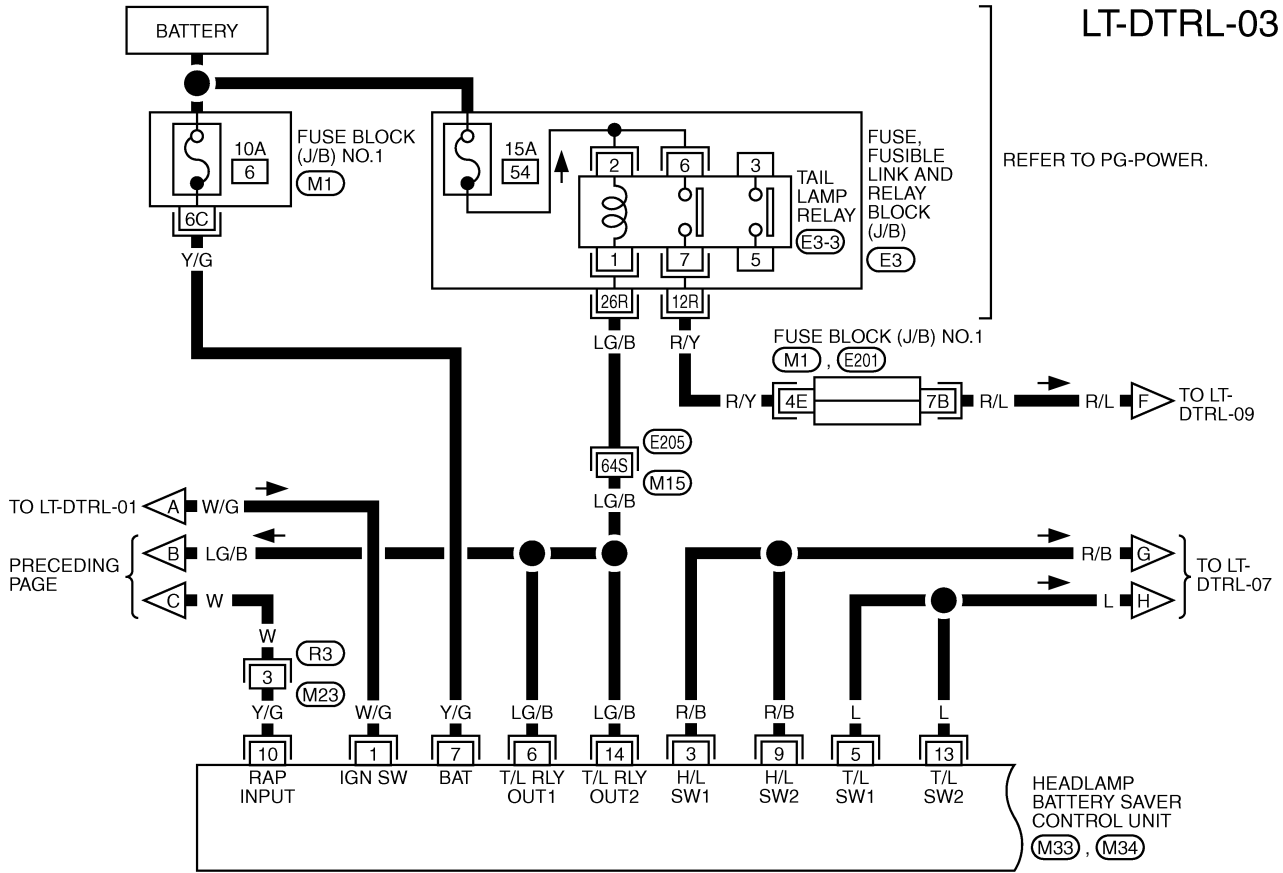 LT-DTRL-03
BATTERY
10A
6
FUSE BLOCK
(J/B) NO.1
M1
6C
Y/G
15A
54
2
6
3
1
7
5
TAIL
LAMP
RELAY
E3-3
FUSE,
FUSIBLE
LINK AND
RELAY
BLOCK
(J/B)
E3
REFER TO PG-POWER.
26R
12R
LG/B
R/Y
FUSE BLOCK (J/B) NO.1
M1 , E201
R/Y
4E
7B
R/L
R/L
F
TO LT-
DTRL-09
E205
64S
M15
LG/B
TO LT-DTRL-01
A
W/G
PRECEDING
PAGE
B
LG/B
C
W
R/B
G
L
H
TO LT-
DTRL-07
W
R3
3
M23
Y/G
W/G
Y/G
LG/B
LG/B
R/B
R/B
L
L
10
1
7
6
14
3
9
5
13
RAP
INPUT
IGN SW
BAT
T/L RLY
OUT1
T/L RLY
OUT2
H/L
SW1
H/L
SW2
T/L
SW1
T/L
SW2
HEADLAMP
BATTERY SAVER
CONTROL UNIT
M33 , M34